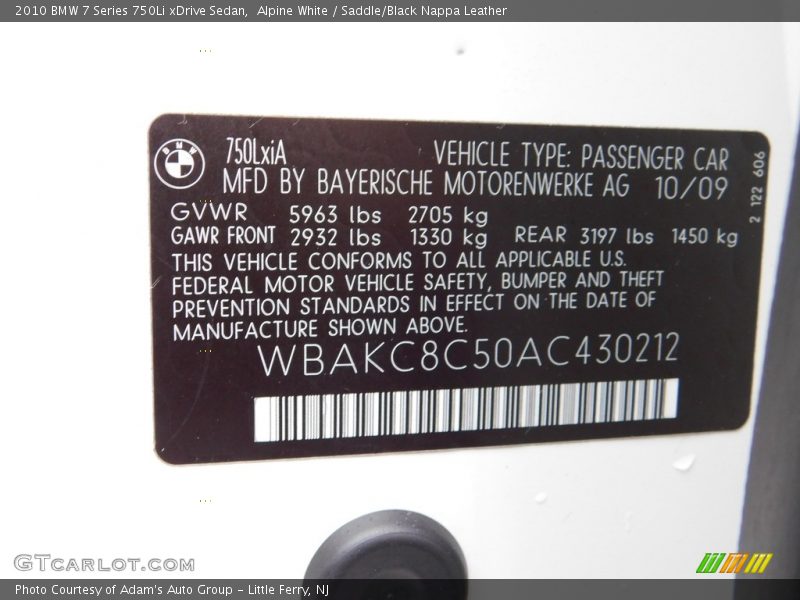 2010 BMW 7 Series 750Li xDrive Sedan, Alpine White / Saddle/Black Nappa Leather
BMW
750LxiA VEHICLE TYPE: PASSENGER CAR
MFD BY BAYERISCHE MOTORENWERKE AG 10/09
2 122 606
GVWR 5963 lbs 2705 kg
GAWR FRONT 2932 lbs 1330 kg REAR 3197 lbs 1450 kg
THIS VEHICLE CONFORMS TO ALL APPLICABLE U.S.
FEDERAL MOTOR VEHICLE SAFETY, BUMPER AND THEFT
PREVENTION STANDARDS IN EFFECT ON THE DATE OF
MANUFACTURE SHOWN ABOVE.
WBAKC8C50AC430212
GTCARLOT.COM
Photo Courtesy of Adam's Auto Group - Little Ferry, NJ